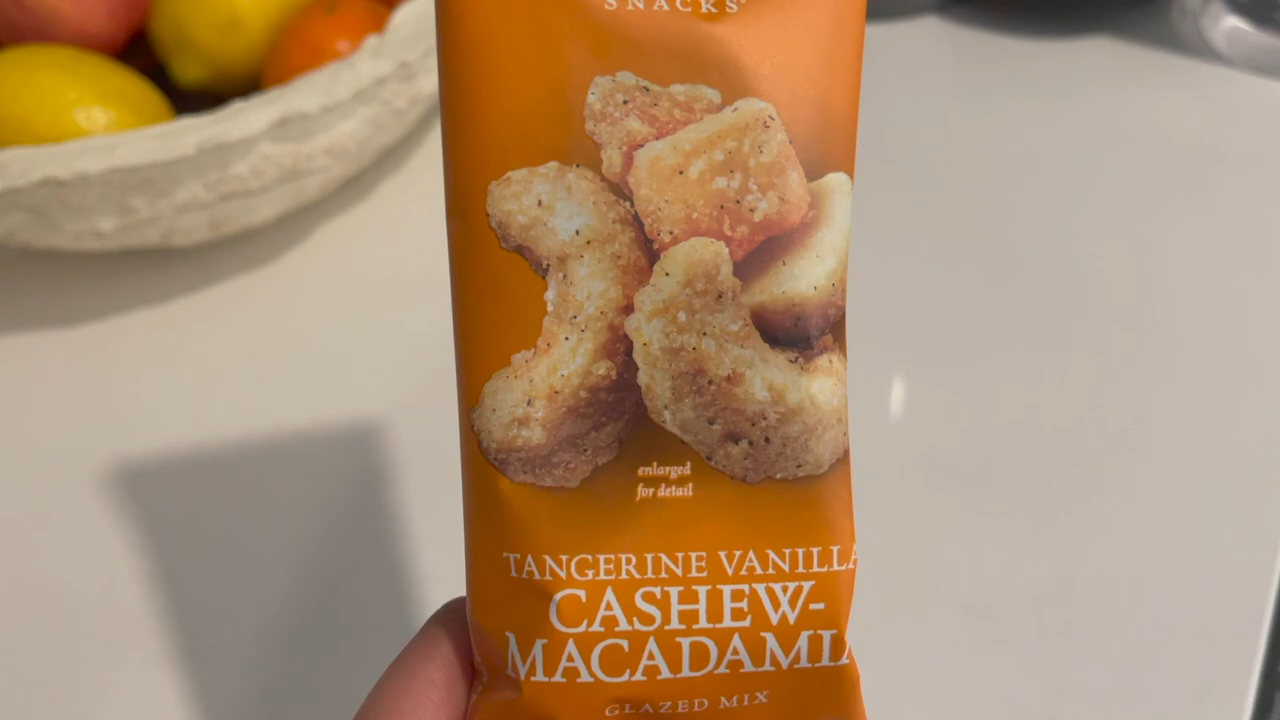 SNACKS
enlarged
for detail
TANGERINE VANILLA
CASHEW-
MACADAMIA
GLAZED MIX